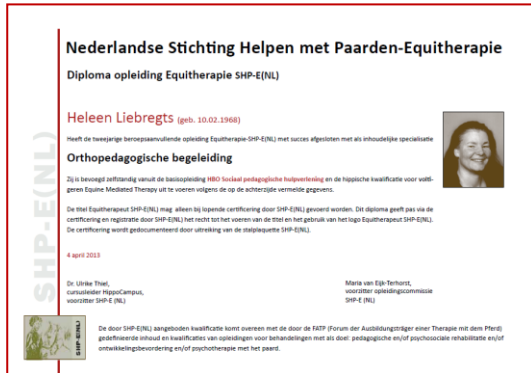 Nederlandse Stichting Helpen met Paarden-Equitherapie
Diploma opleiding Equitherapie SHP-E(NL)
Heleen Liebregts (geb. 10.02.1968)
Heeft de tweejarige beroepsaanvullende opleiding Equitherapie-SHP-E(NL) met succes afgesloten met als inhoudelijke specialisatie
Orthopedagogische begeleiding
Zij is bevoegd zelfstandig vanuit de basisopleiding HBO Sociaal pedagogische hulpverlening en de hippische kwalificatie voor volti-
geren Equine Mediated Therapy uit te voeren volgens de op de achterzijde vermelde gegevens.
De titel Equitherapeut SHP-E(NL) mag alleen bij lopende certificering door SHP-E(NL) gevoerd worden. Dit diploma geeft pas via de
certificering en registratie door SHP-E(NL) het recht tot het voeren van de titel en het gebruik van het logo Equitherapeut SHP-E(NL).
De certificering wordt gedocumenteerd door uitreiking van de stalplaquette SHP-E(NL).
4 april 2013
Dr. Ulrike Thiel,
cursusleider HippoCampus,
voorzitter SHP-E (NL)
Maria van Eijk-Terhorst,
voorzitter opleidingscommissie
SHP-E (NL)
SHP-E(NL)
SHP-E(NL)
De door SHP-E(NL) aangeboden kwalificatie komt overeen met de door de FATP (Forum der Ausbildungsträger einer Therapie mit dem Pferd)
gedefinieerde inhoud en kwalificaties van opleidingen voor behandelingen met als doel: pedagogische en/of psychosociale rehabilitatie en/of
ontwikkelingsbevordering en/of psychotherapie met het paard.